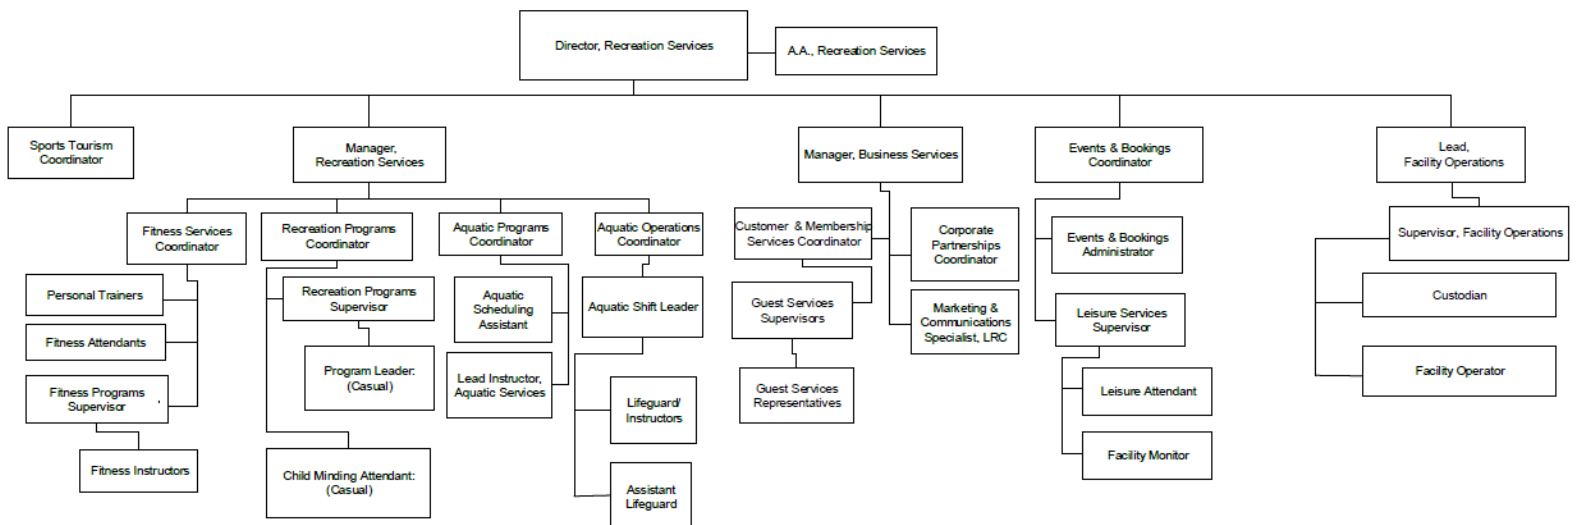 Director, Recreation Services
A.A., Recreation Services
Sports Tourism
Coordinator
Manager,
Recreation Services
Manager, Business Services
Events & Bookings
Coordinator
Lead,
Facility Operations
Fitness Services
Coordinator
Recreation Programs
Coordinator
Aquatic Programs
Coordinator
Aquatic Operations
Coordinator
Customer & Membership
Services Coordinator
Corporate
Partnerships
Coordinator
Events & Bookings
Administrator
Supervisor, Facility Operations
Personal Trainers
Recreation Programs
Supervisor
Aquatic
Scheduling
Assistant
Aquatic Shift Leader
Guest Services
Supervisors
Marketing &
Communications
Specialist, LRC
Leisure Services
Supervisor
Custodian
Fitness Attendants
Program Leader:
(Casual)
Lead Instructor,
Aquatic Services
Fitness Programs
Supervisor
Lifeguard/
Instructors
Guest Services
Representatives
Leisure Attendant
Facility Operator
Fitness Instructors
Child Minding Attendant:
(Casual)
Assistant
Lifeguard
Facility Monitor